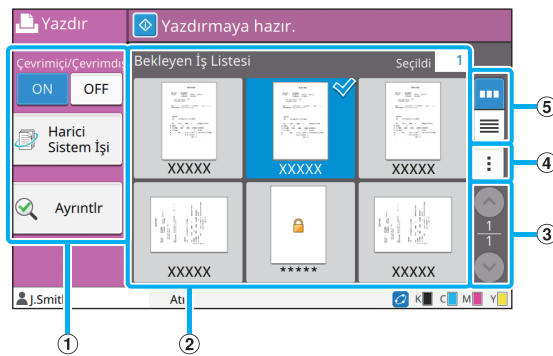 Yazdır
Yazdırmaya hazır.
Çevrimiçi/Çevrimdış
ON OFF
Harici
Sistem İşi
Ayrıntlr
Bekleyen İş Listesi
Seçildi 1
XXXXX XXXXX XXXXX
XXXXX ***** XXXXX
1
1
J.Smith
Atı
K C M Y
5
4
3
1 2